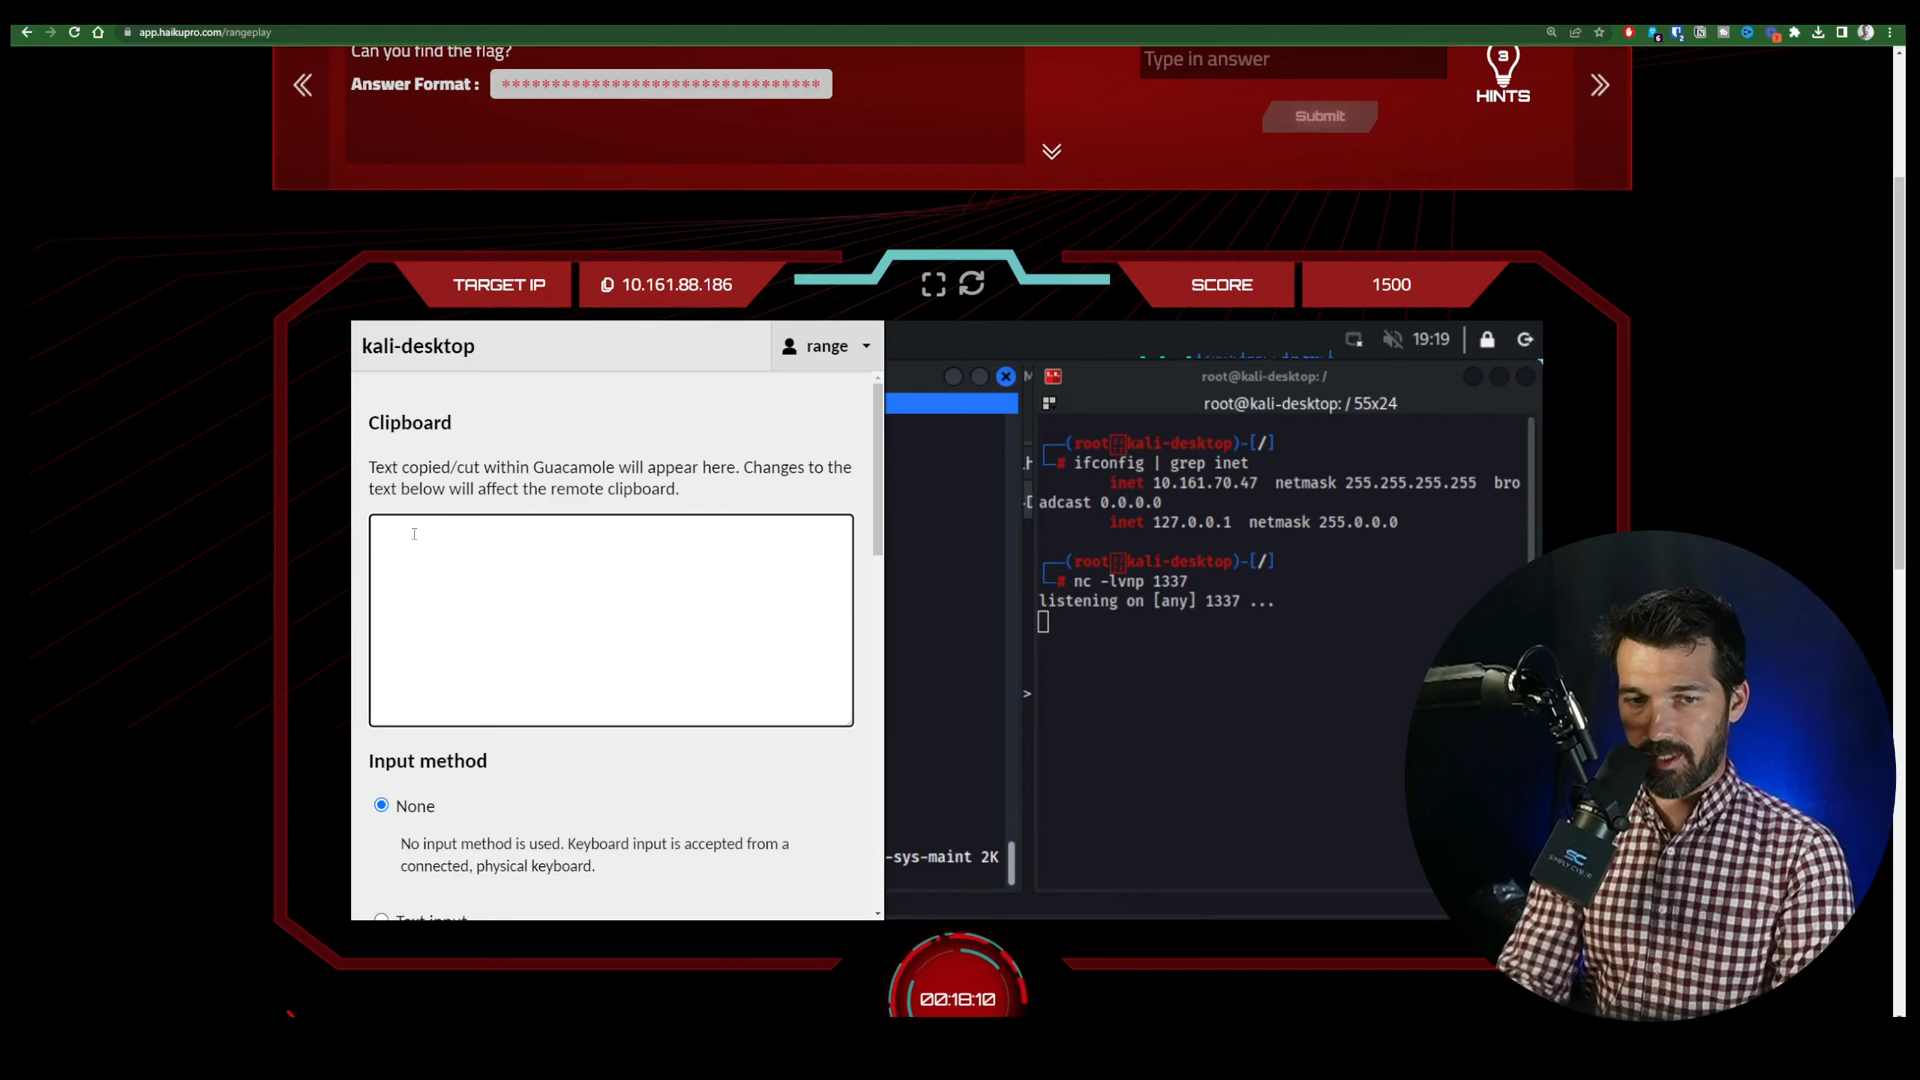 app.haikupro.com/rangeplay
Can you find the flag?
Answer Format :
********************************
Type in answer
Submit
3
HINTS
TARGET IP
10.161.88.186
SCORE
1500
kali-desktop
range
Clipboard
Text copied/cut within Guacamole will appear here. Changes to the
text below will affect the remote clipboard.
Input method
None
No input method is used. Keyboard input is accepted from a
connected, physical keyboard.
Text input
19:19
root@kali-desktop: /
root@kali-desktop: / 55x24
(root kali-desktop)-[/]
# ifconfig | grep inet
inet 10.161.70.47 netmask 255.255.255.255 bro
adcast 0.0.0.0
inet 127.0.0.1 netmask 255.0.0.0
(root kali-desktop)-[/]
# nc -lvnp 1337
listening on [any] 1337 ...
>
-sys-maint 2K
SC
SIMPLY CYBER
00:18:10